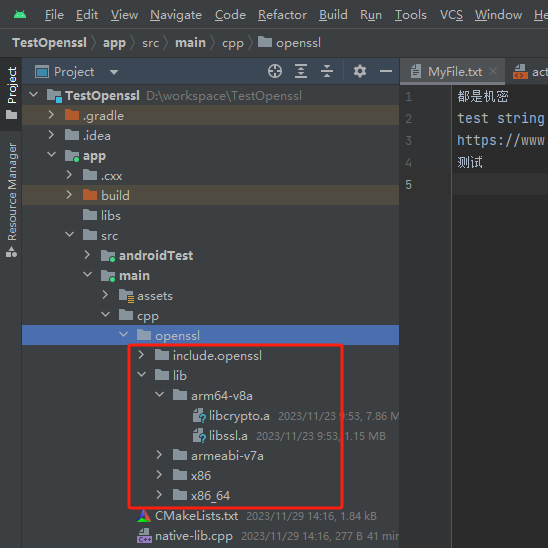 File Edit View Navigate Code Refactor Build Run Tools VCS Window He
TestOpenssl 〉 app 〉 src 〉 main 〉 cpp 〉 openssl
Project
Resource Manager
Project
MyFile.txt × act
TestOpenssl D:\workspace\TestOpenssl
.gradle
.idea
app
.cxx
build
libs
src
androidTest
main
assets
cpp
openssl
include.openssl
lib
arm64-v8a
libcrypto.a 2023/11/23 9:53, 7.86 M
libssl.a 2023/11/23 9:53, 1.15 MB
armeabi-v7a
x86
x86_64
CMakeLists.txt 2023/11/29 14:16, 1.84 kB
native-lib.cpp 2023/11/29 14:16, 277 B 41 min
1 都是机密
2 test string
3 https://www
4 测试
5